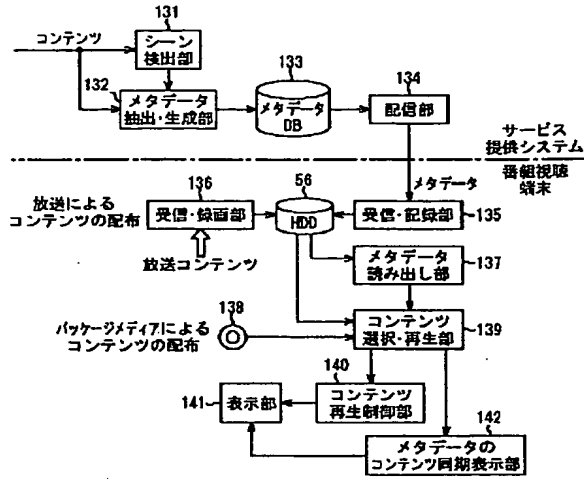 131
コンテンツ
シーン
検出部
132
メタデータ
抽出・生成部
133
メタデータ
DB
134
配信部
サービス
提供システム
番組視聴
端末
メタデータ
放送による
コンテンツの配布
136
受信・録画部
放送コンテンツ
56
HDD
受信・記録部
135
メタデータ
読み出し部
137
138
パッケージメディアによる
コンテンツの配布
コンテンツ
選択・再生部
139
140
コンテンツ
再生制御部
141
表示部
142
メタデータの
コンテンツ同期表示部